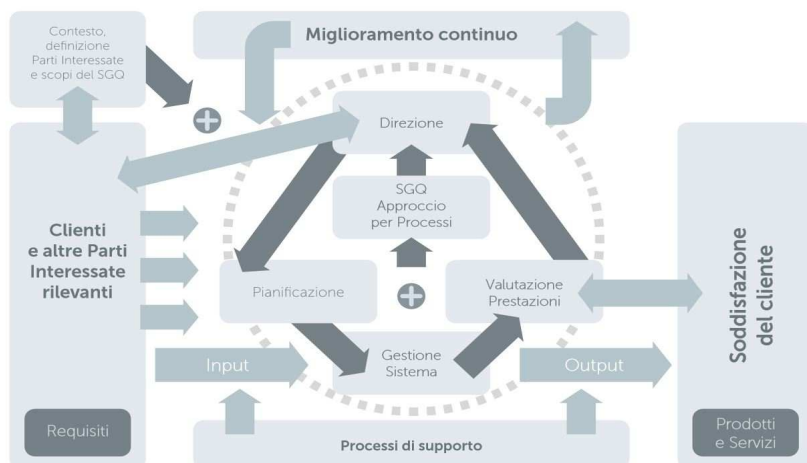 Contesto,
definizione
Parti Interessate
e scopi del SGQ
Miglioramento continuo
Direzione
SGQ
Approccio
per Processi
Clienti
e altre Parti
Interessate
rilevanti
Pianificazione
Valutazione
Prestazioni
Soddisfazione
del cliente
Gestione
Sistema
Input
Output
Requisiti
Processi di supporto
Prodotti
e Servizi